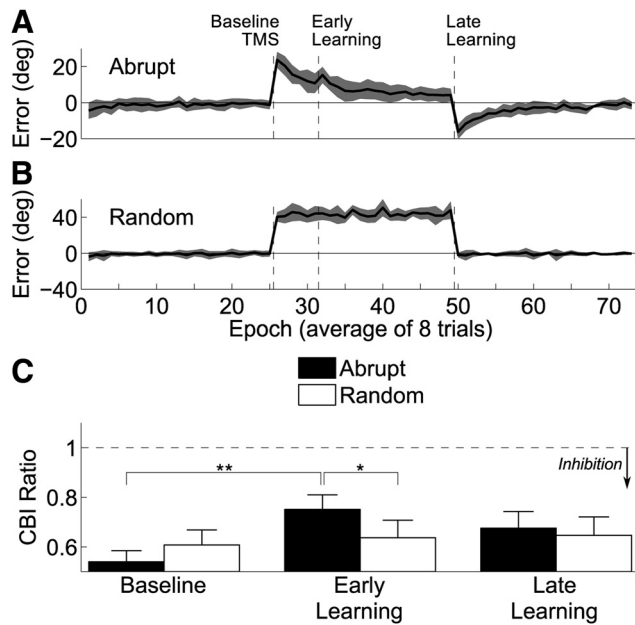 A
Baseline
TMS
Early
Learning
Late
Learning
Error (deg)
20
0
−20
Abrupt
B
Error (deg)
40
0
−40
Random
0 10 20 30 40 50 60 70
Epoch (average of 8 trials)
C
Abrupt
Random
CBI Ratio
1
0.8
0.6
**
*
Inhibition
Baseline
Early
Learning
Late
Learning